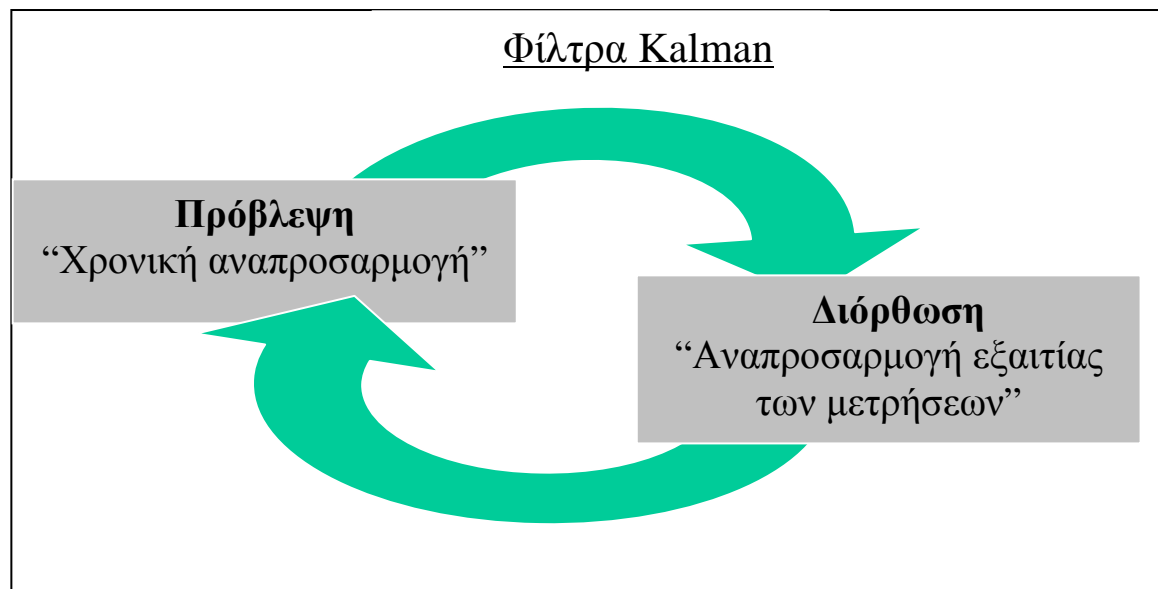 Φίλτρα Kalman
Πρόβλεψη
“Χρονική αναπροσαρμογή”
Διόρθωση
“Αναπροσαρμογή εξαιτίας
των μετρήσεων”